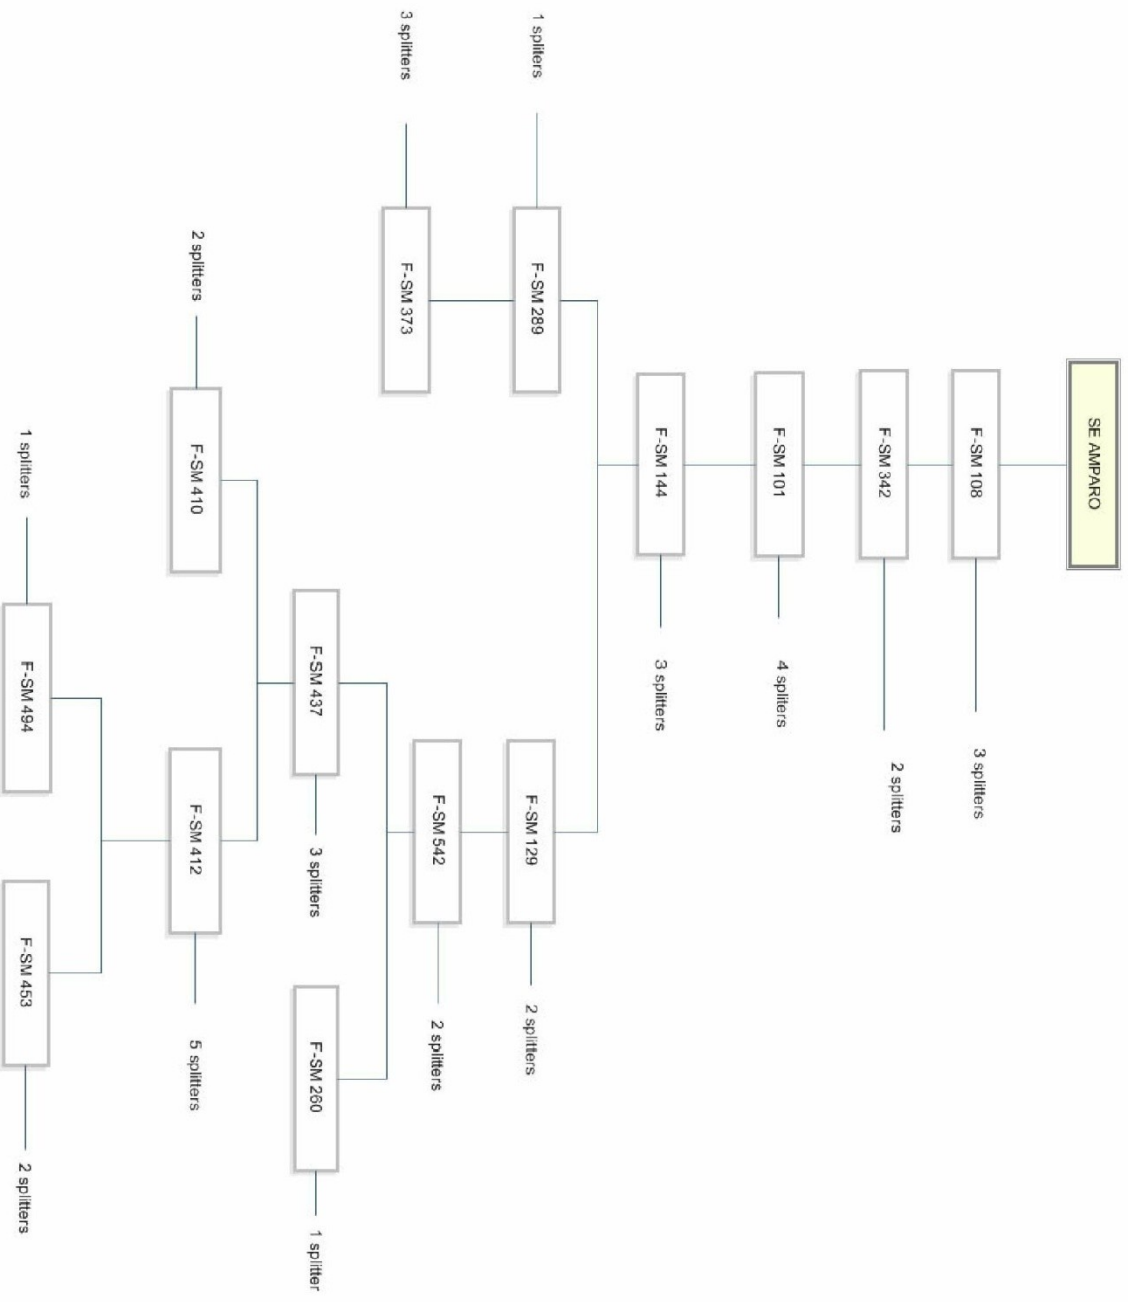 SE AMPARO
F-SM 108
3 splitters
F-SM 342
2 splitters
F-SM 101
4 spliters
F-SM 144
3 splitters
1 spliters
F-SM 289
F-SM 129
2 splitters
3 splitters
F-SM 373
F-SM 542
2 splitters
F-SM 437
3 splitters
F-SM 260
1 splitter
2 splitters
F-SM 410
F-SM 412
5 splitters
1 splitters
F-SM 494
F-SM 453
2 splitters